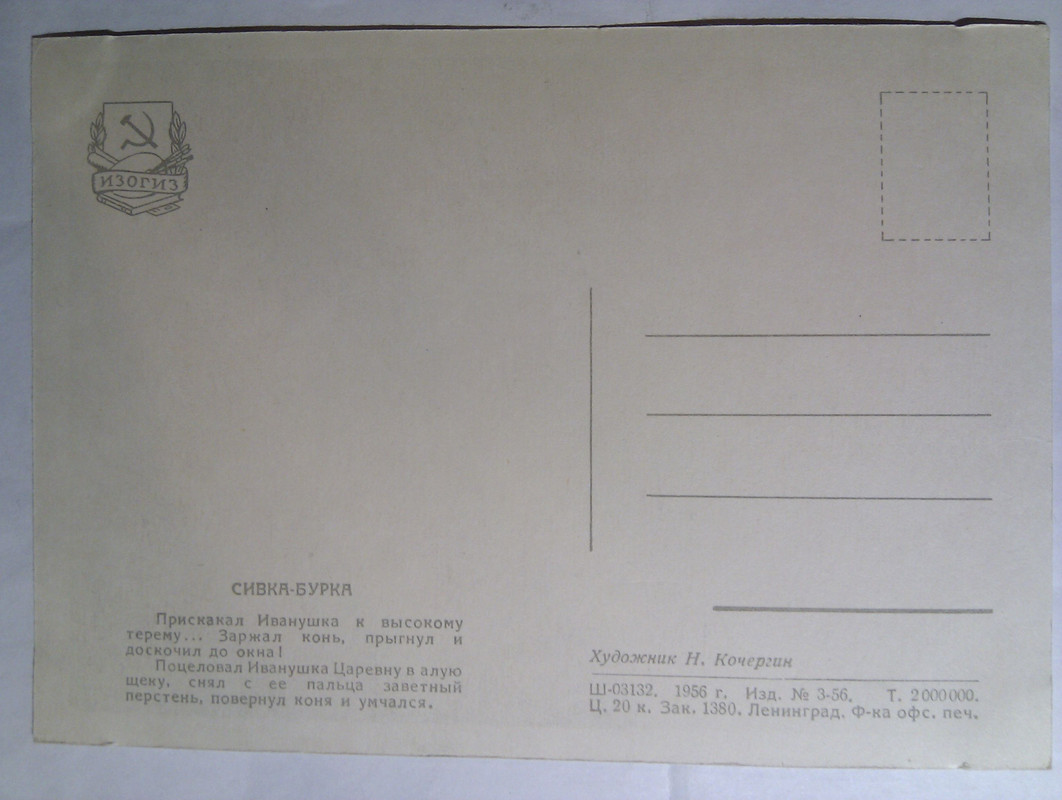 ИЗОГИЗ
СИВКА-БУРКА
Прискакал Иванушка к высокому
терему... Заржал конь, прыгнул и
доскочил до окна!
Поцеловал Иванушка Царевну в алую
щеку, снял с ее пальца заветный
перстень, повернул коня и умчался.
Художник Н. Кочергин
Ш-03132. 1956 г. Изд. № 3-56. Т. 2000000.
Ц. 20 к. Зак. 1380. Ленинград. Ф-ка офс. печ.